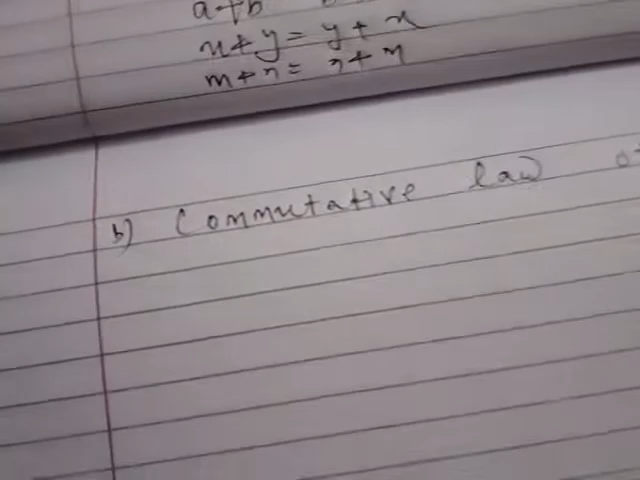 a+b
x+y = y+x
m+n = n+m
b) Commutative law